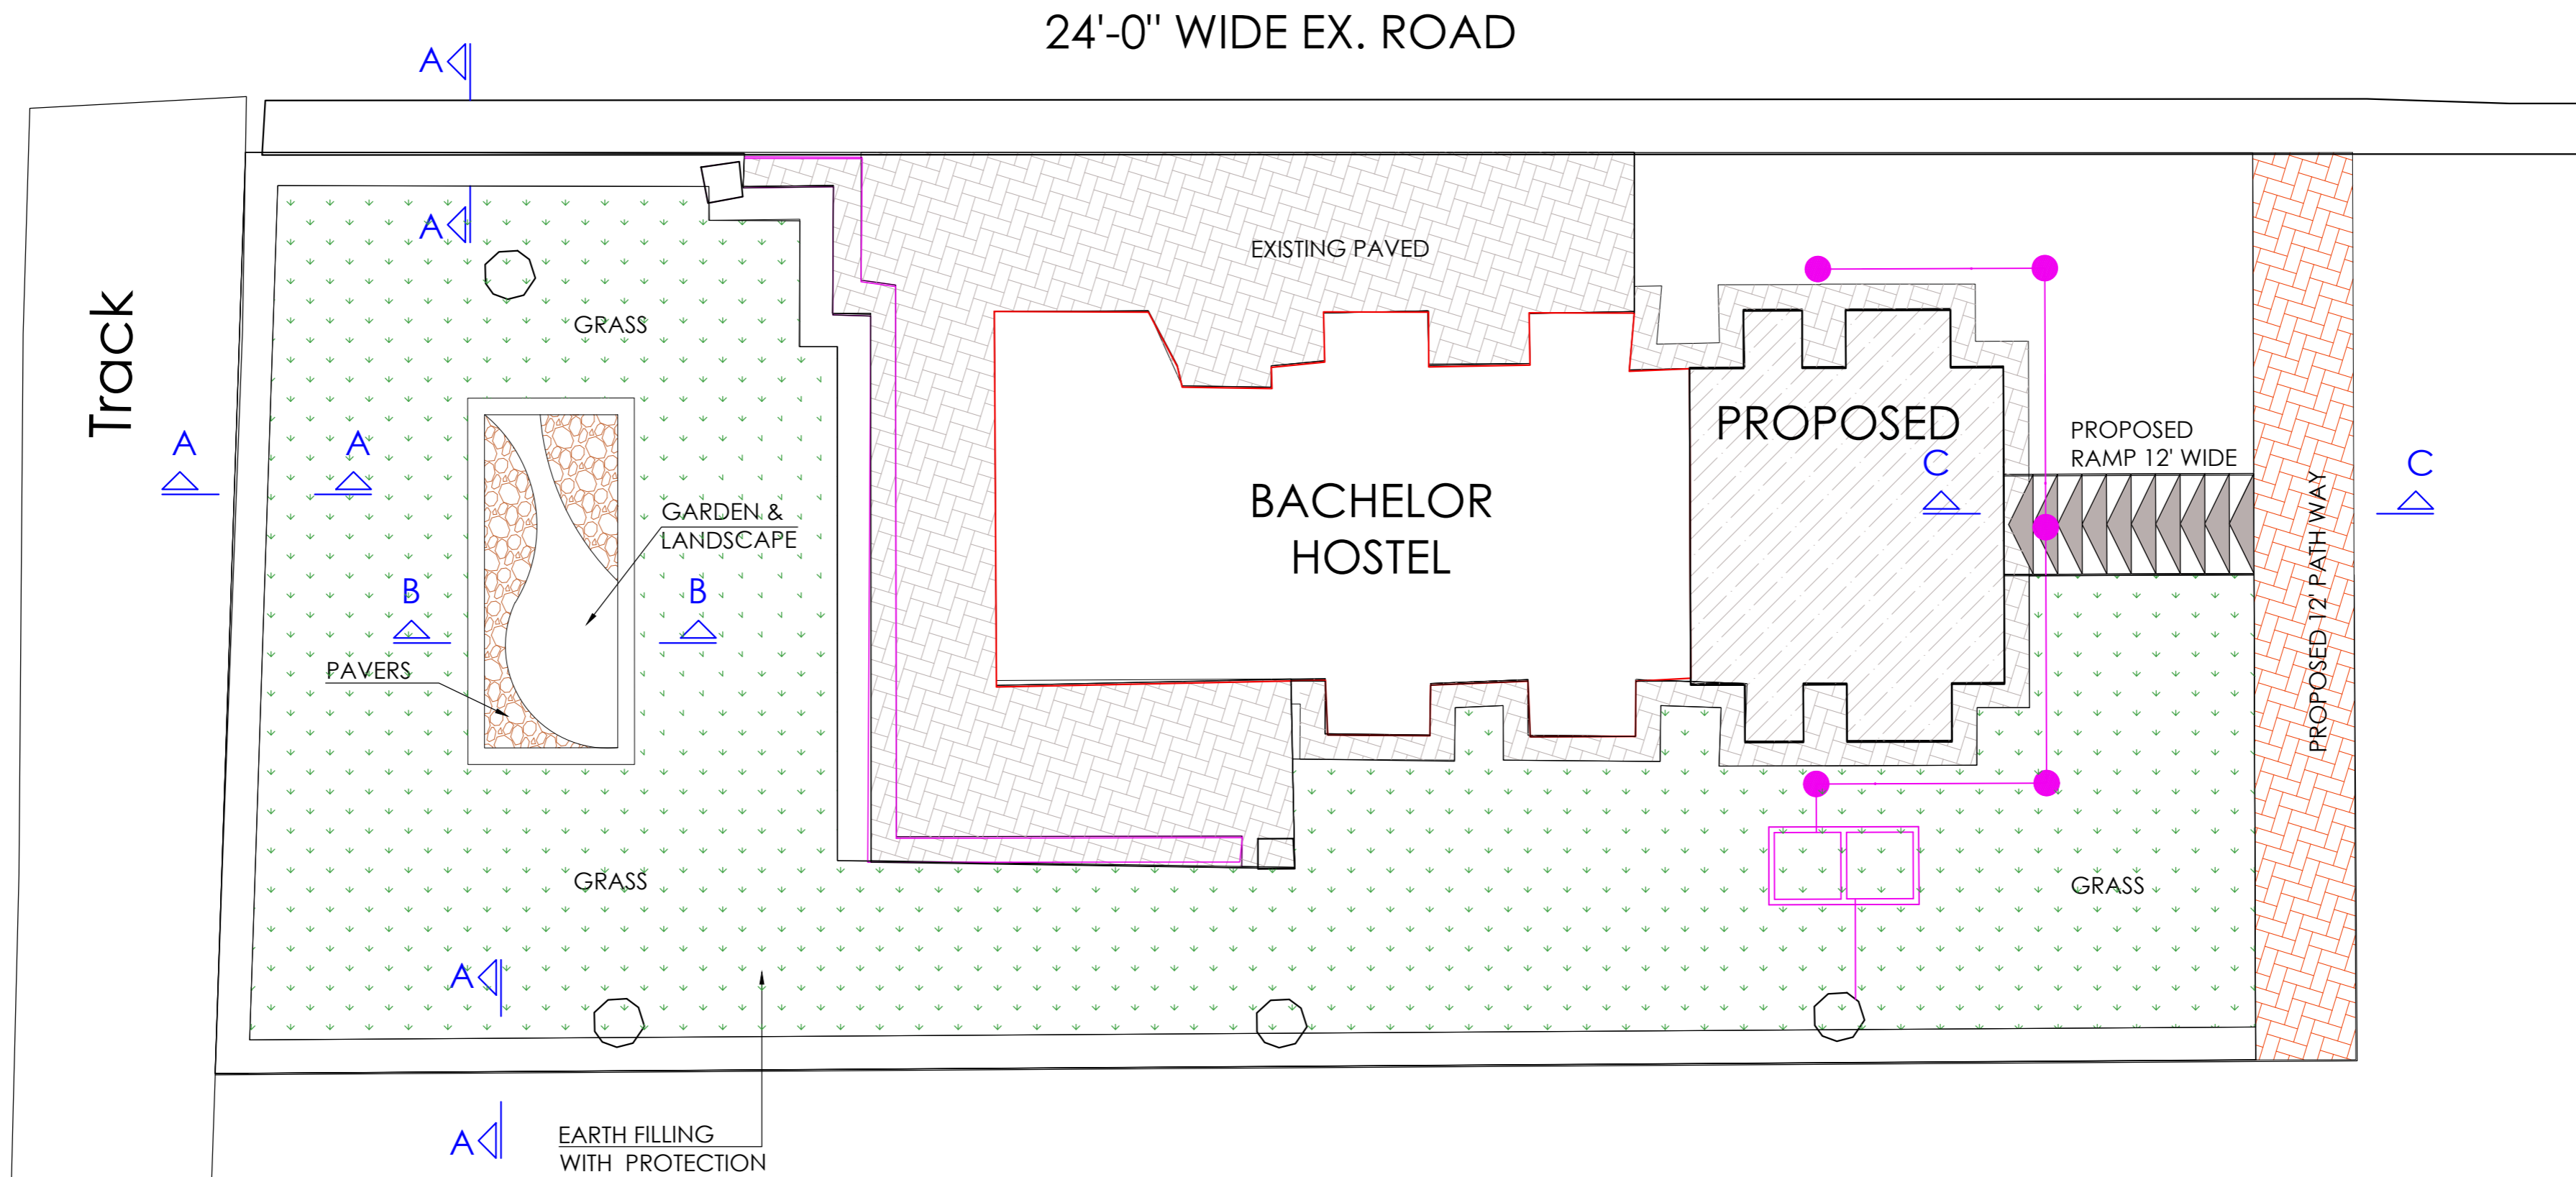 24'-0" WIDE EX. ROAD
A
A
EXISTING PAVED
GRASS
Track
PROPOSED
PROPOSED
RAMP 12' WIDE
A
A
C
C
BACHELOR
HOSTEL
GARDEN &
LANDSCAPE
B
B
PROPOSED 12' PATH WAY
PAVERS
GRASS
GRASS
A
A
EARTH FILLING
WITH PROTECTION